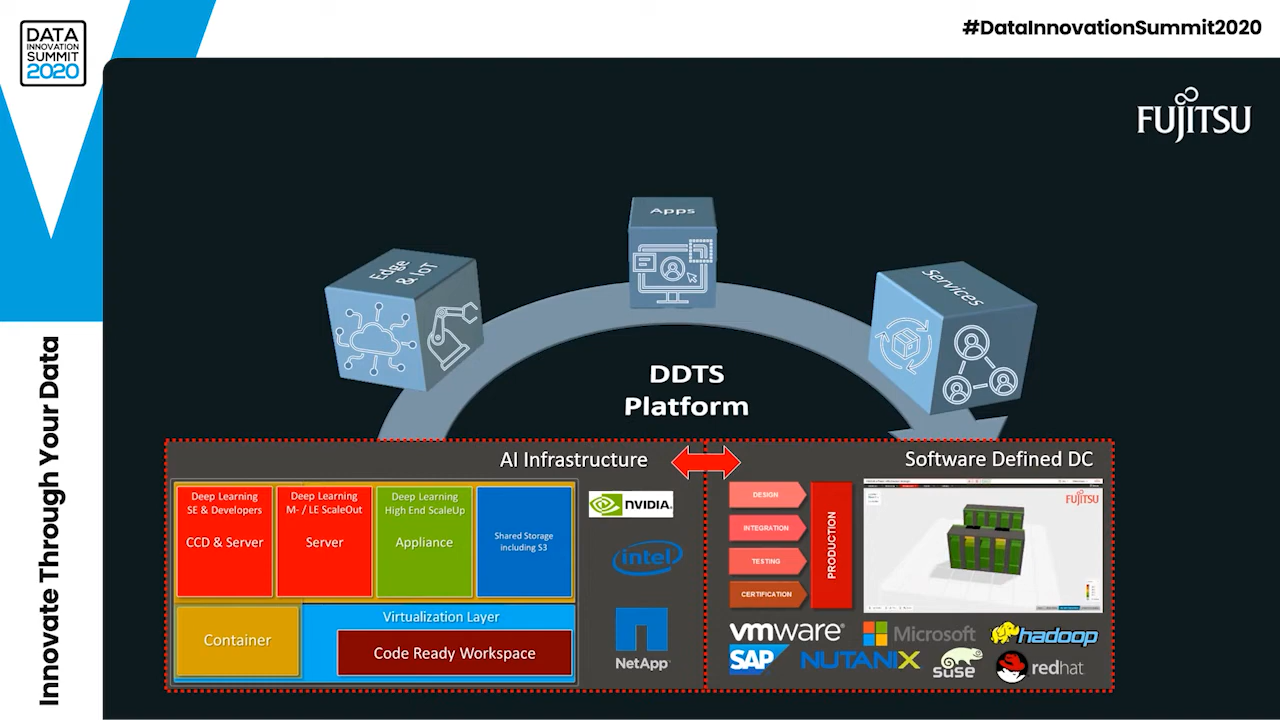 DATA
INNOVATION
SUMMIT
2020
#DataInnovationSummit2020
FUJITSU
Innovate Through Your Data
Apps
Edge
& IoT
Services
DDTS
Platform
AI Infrastructure
Software Defined DC
Deep Learning
SE & Developers
CCD & Server
Deep Learning
M- / LE ScaleOut
Server
Deep Learning
High End ScaleUp
Appliance
Shared Storage
including S3
Container
Virtualization Layer
Code Ready Workspace
NVIDIA.
intel
NetApp
DESIGN
INTEGRATION
TESTING
CERTIFICATION
PRODUCTION
FUJITSU
vmware®
Microsoft
hadoop
SAP
NUTANIX
SUSE
redhat